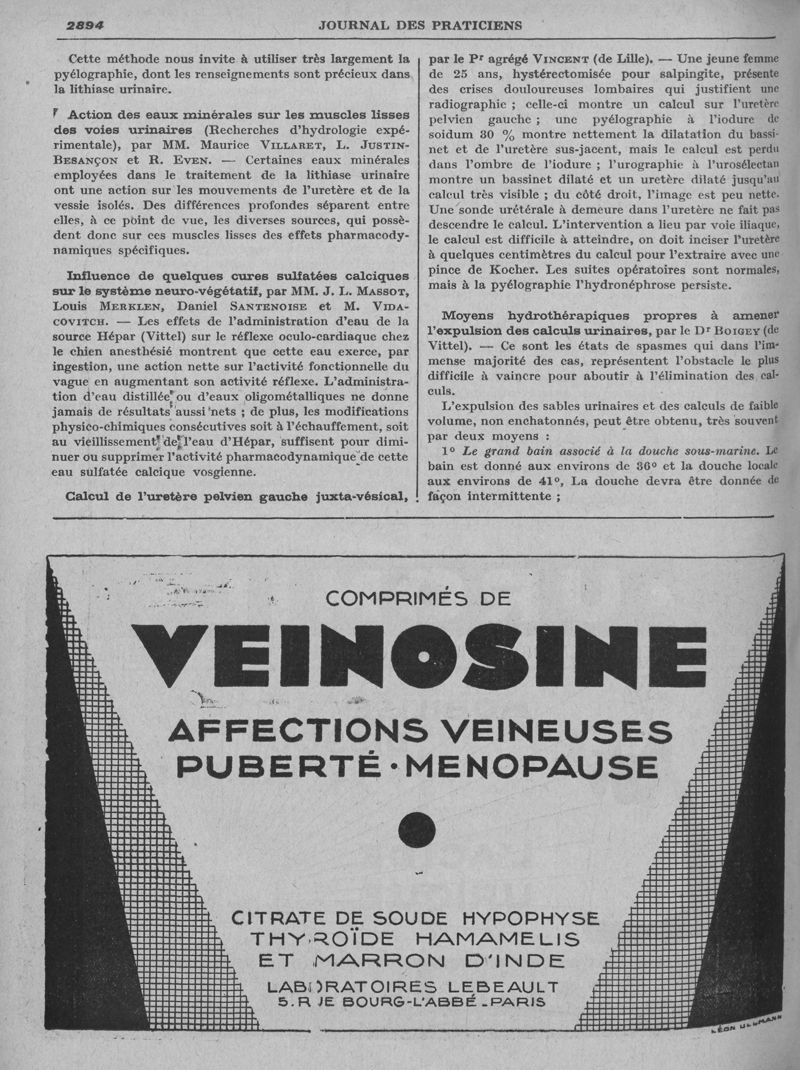 2894
JOURNAL DES PRATICIENS
Cette méthode nous invite à utiliser très largement la
pyélographie, dont les renseignements sont précieux dans
la lithiase urinaire.
Action des eaux minérales sur les muscles lisses
des voies urinaires (Recherches d'hydrologie expé-
rimentale), par MM. Maurice VILLARET, L. JUSTIN-
BESANÇON et R. EVEN. — Certaines eaux minérales
employées dans le traitement de la lithiase urinaire
ont une action sur les mouvements de l'uretère et de la
vessie isolés. Des différences profondes séparent entre
elles, à ce point de vue, les diverses sources, qui possè-
dent donc sur ces muscles lisses des effets pharmacody-
namiques spécifiques.
Influence de quelques cures sulfatées calciques
sur le système neuro-végétatif, par MM. J. L. MASSOT,
Louis MERKLEN, Daniel SANTENOISE et M. VIDA-
COVITCH. — Les effets de l'administration d'eau de la
source Hépar (Vittel) sur le réflexe oculo-cardiaque chez
le chien anesthésié montrent que cette eau exerce, par
ingestion, une action nette sur l'activité fonctionnelle du
vague en augmentant son activité réflexe. L'administra-
tion d'eau distillée ou d'eaux oligométalliques ne donne
jamais de résultats aussi nets ; de plus, les modifications
physico-chimiques consécutives soit à l'échauffement, soit
au vieillissement de l'eau d'Hépar, suffisent pour dimi-
nuer ou supprimer l'activité pharmacodynamique de cette
eau sulfatée calcique vosgienne.
Calcul de l'uretère pelvien gauche juxta-vésical,
par le Pr agrégé VINCENT (de Lille). — Une jeune femme
de 25 ans, hystérectomisée pour salpingite, présente
des crises douloureuses lombaires qui justifient une
radiographie ; celle-ci montre un calcul sur l'uretère
pelvien gauche ; une pyélographie à l'iodure de
soidum 30 % montre nettement la dilatation du bassi-
net et de l'uretère sus-jacent, mais le calcul est perdu
dans l'ombre de l'iodure ; l'urographie à l'urosélectan
montre un bassinet dilaté et un uretère dilaté jusqu'au
calcul très visible ; du côté droit, l'image est peu nette.
Une sonde urétérale à demeure dans l'uretère ne fait pas
descendre le calcul. L'intervention a lieu par voie iliaque,
le calcul est difficile à atteindre, on doit inciser l'uretère
à quelques centimètres du calcul pour l'extraire avec une
pince de Kocher. Les suites opératoires sont normales,
mais à la pyélographie l'hydronéphrose persiste.
Moyens hydrothérapiques propres à amener
l'expulsion des calculs urinaires, par le Dr BOIGEY (de
Vittel). — Ce sont les états de spasmes qui dans l'im-
mense majorité des cas, représentent l'obstacle le plus
difficile à vaincre pour aboutir à l'élimination des cal-
culs.
L'expulsion des sables urinaires et des calculs de faible
volume, non enchatonnés, peut être obtenu, très souvent
par deux moyens :
1º Le grand bain associé à la douche sous-marine. Le
bain est donné aux environs de 36º et la douche locale
aux environs de 41º, La douche devra être donnée de
façon intermittente ;
COMPRIMÉS DE
VEINOSINE
AFFECTIONS VEINEUSES
PUBERTÉ · MENOPAUSE
CITRATE DE SOUDE HYPOPHYSE
THYROÏDE HAMAMELIS
ET MARRON D'INDE
LABORATOIRES LEBEAULT
5. RUE BOURG-L'ABBÉ _ PARIS
LÉON ULLMANN